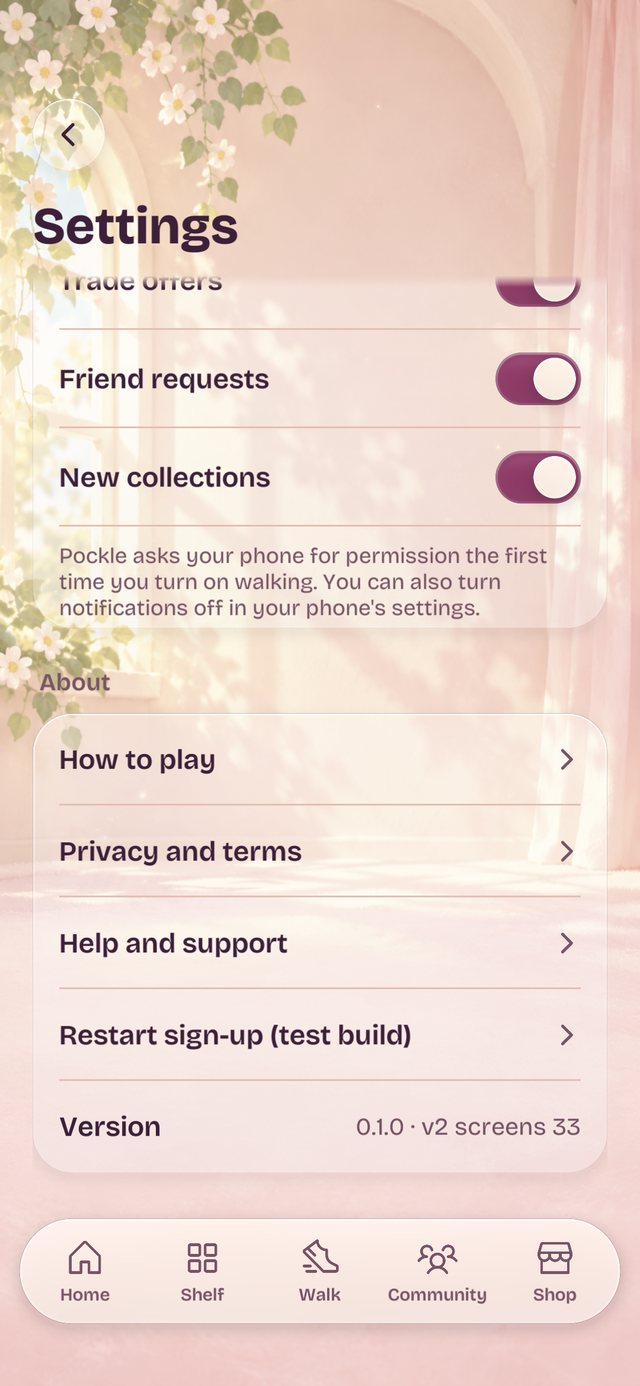 Settings
Trade offers
Friend requests
New collections
Pockle asks your phone for permission the first
time you turn on walking. You can also turn
notifications off in your phone's settings.
About
How to play
Privacy and terms
Help and support
Restart sign-up (test build)
Version 0.1.0 · v2 screens 33
Home Shelf Walk Community Shop